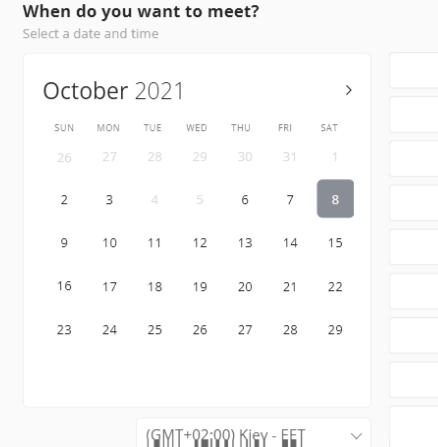 When do you want to meet?
Select a date and time
October 2021
SUN MON TUE WED THU FRI SAT
26 27 28 29 30 31 1
2 3 4 5 6 7 8
9 10 11 12 13 14 15
16 17 18 19 20 21 22
23 24 25 26 27 28 29
(GMT+02:00) Kiev - EET